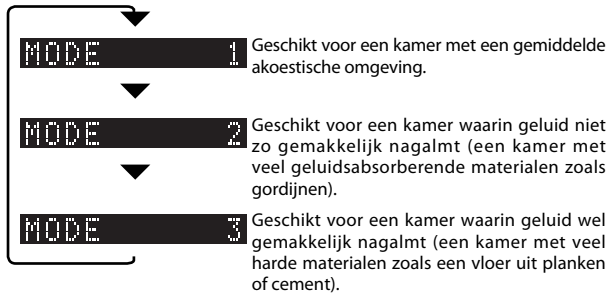 MODE 1
Geschikt voor een kamer met een gemiddelde
akoestische omgeving.
MODE 2
Geschikt voor een kamer waarin geluid niet
zo gemakkelijk nagalmt (een kamer met
veel geluidsabsorberende materialen zoals
gordijnen).
MODE 3
Geschikt voor een kamer waarin geluid wel
gemakkelijk nagalmt (een kamer met veel
harde materialen zoals een vloer uit planken
of cement).